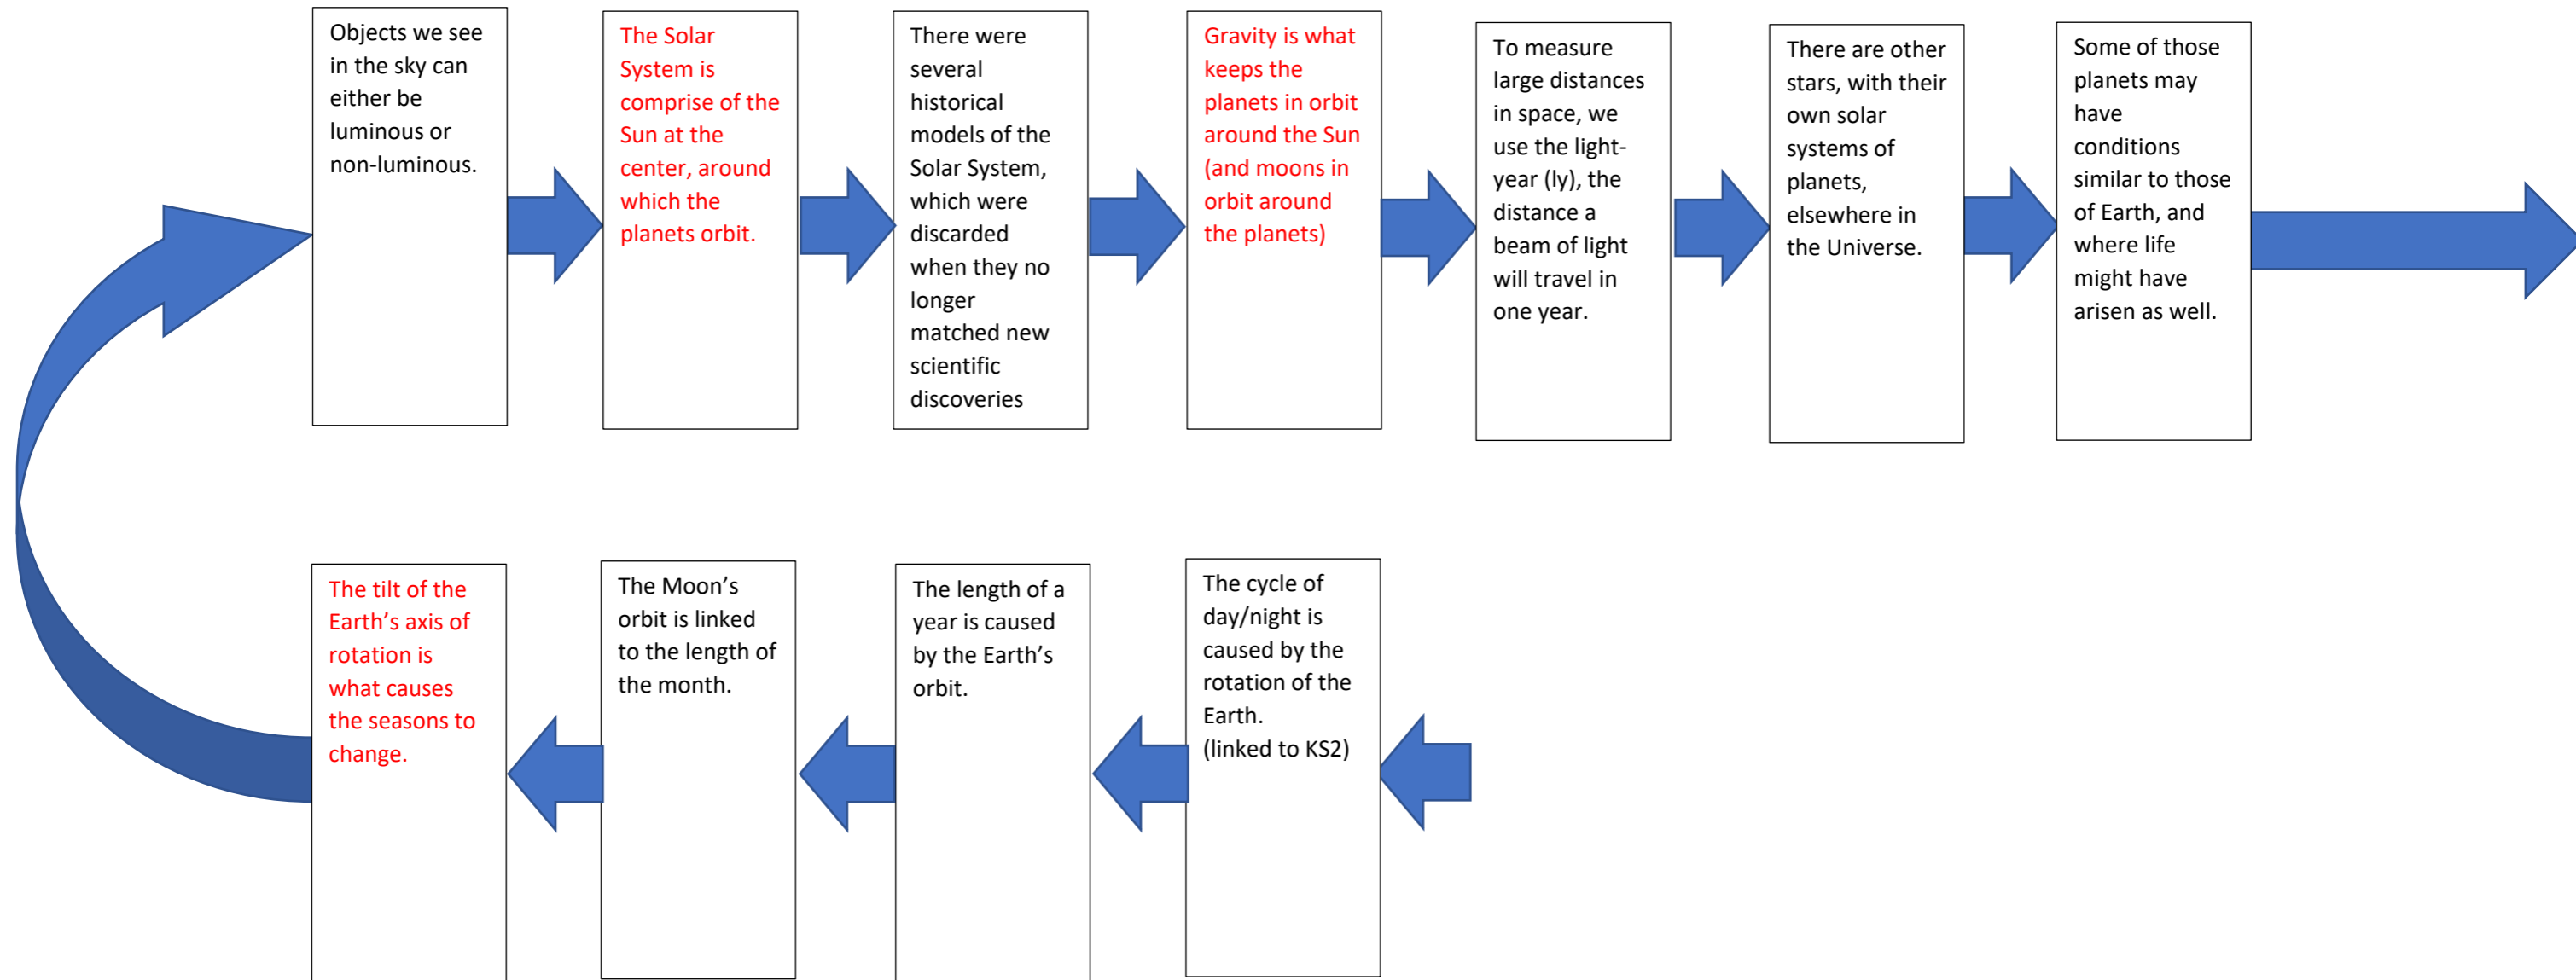 Objects we see
in the sky can
either be
luminous or
non-luminous.
The Solar
System is
comprise of the
Sun at the
center, around
which the
planets orbit.
There were
several
historical
models of the
Solar System,
which were
discarded
when they no
longer
matched new
scientific
discoveries
Gravity is what
keeps the
planets in orbit
around the Sun
(and moons in
orbit around
the planets)
To measure
large distances
in space, we
use the light-
year (ly), the
distance a
beam of light
will travel in
one year.
There are other
stars, with their
own solar
systems of
planets,
elsewhere in
the Universe.
Some of those
planets may
have
conditions
similar to those
of Earth, and
where life
might have
arisen as well.
The tilt of the
Earth’s axis of
rotation is
what causes
the seasons to
change.
The Moon’s
orbit is linked
to the length of
the month.
The length of a
year is caused
by the Earth’s
orbit.
The cycle of
day/night is
caused by the
rotation of the
Earth.
(linked to KS2)